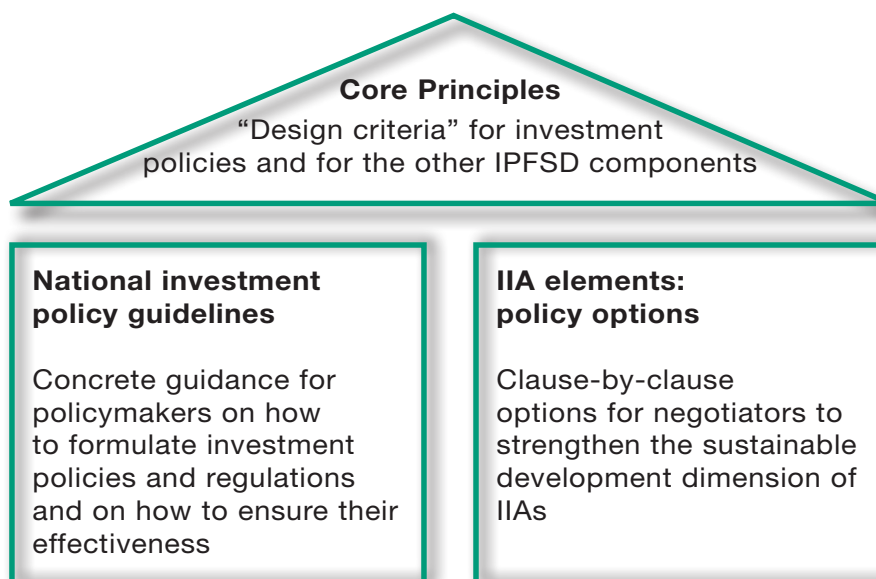 Core Principles
“Design criteria” for investment
policies and for the other IPFSD components
National investment
policy guidelines
Concrete guidance for
policymakers on how
to formulate investment
policies and regulations
and on how to ensure their
effectiveness
IIA elements:
policy options
Clause-by-clause
options for negotiators to
strengthen the sustainable
development dimension of
IIAs